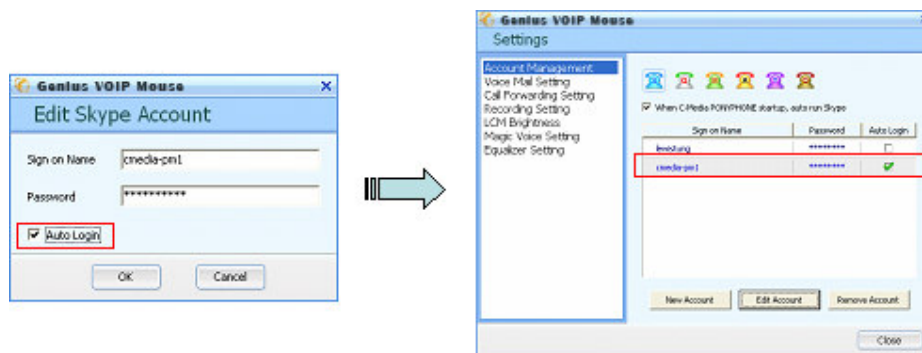 Genius VOIP Mouse
Edit Skype Account
Sign on Name cmedia-pm1
Password **********
Auto Login
OK Cancel
Genius VOIP Mouse
Settings
Account Management
Voice Mail Setting
Call Forwarding Setting
Recording Setting
LCM Brightness
Magic Voice Setting
Equalizer Setting
When C-Media PONYPHONE startup, auto run Skype
Sign on Name Password Auto Login
lewistung ********
cmedia-pm1 ********
New Account Edit Account Remove Account
Close